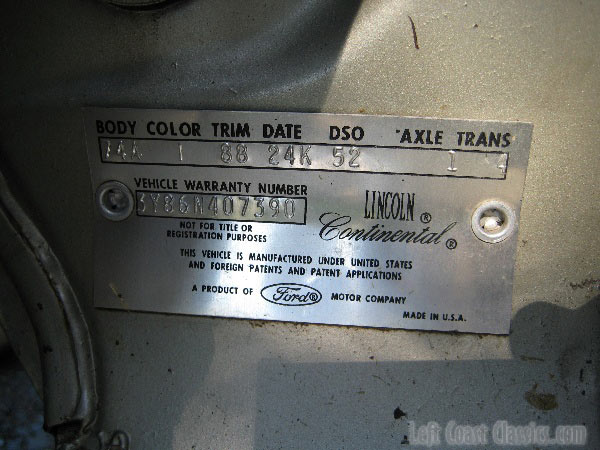 BODY COLOR TRIM DATE DSO AXLE TRANS
74A 1 88 24K 52 1 4
VEHICLE WARRANTY NUMBER
3Y86N407390
NOT FOR TITLE OR
REGISTRATION PURPOSES
LINCOLN ®
Continental ®
THIS VEHICLE IS MANUFACTURED UNDER UNITED STATES
AND FOREIGN PATENTS AND PATENT APPLICATIONS
A PRODUCT OF Ford® MOTOR COMPANY
MADE IN U.S.A.
Left Coast Classics.com